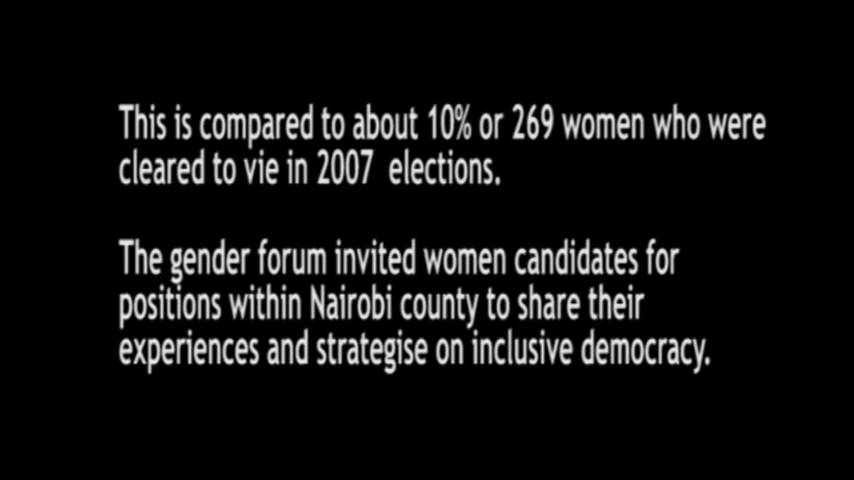 This is compared to about 10% or 269 women who were
cleared to vie in 2007 elections.
The gender forum invited women candidates for
positions within Nairobi county to share their
experiences and strategise on inclusive democracy.